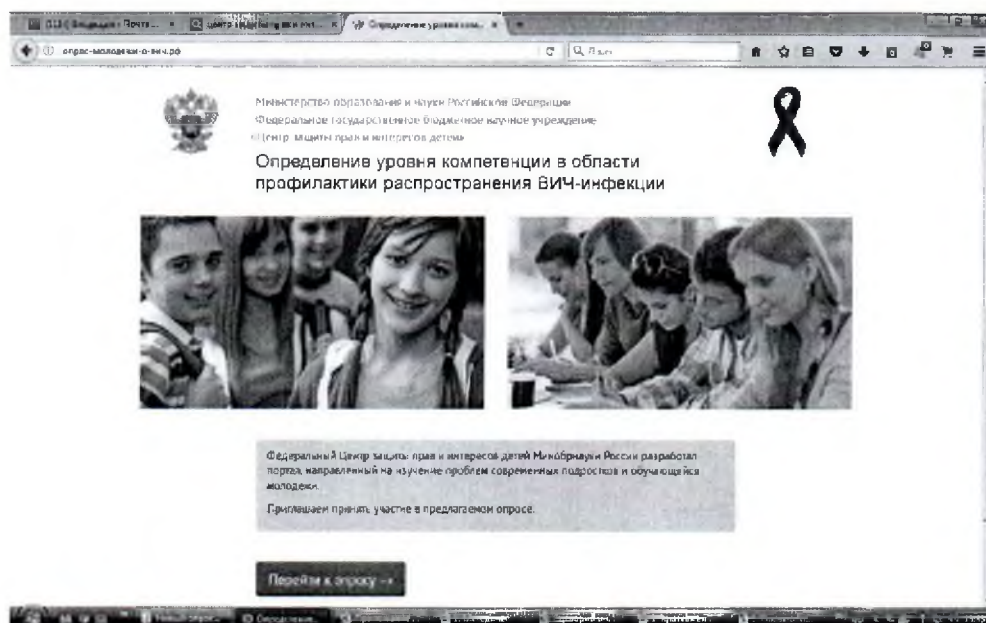 опрос-молодежи-о-вич.рф
Министерство образования и науки Российской Федерации
Федеральное государственное бюджетное научное учреждение
«Центр защиты прав и интересов детей»
Определение уровня компетенции в области
профилактики распространения ВИЧ-инфекции
Федеральный Центр защиты прав и интересов детей Минобрнауки России разработал
портал, направленный на изучение проблем современных подростков и обучающейся
молодежи.
Приглашаем принять участие в предлагаемом опросе.
Перейти к опросу →